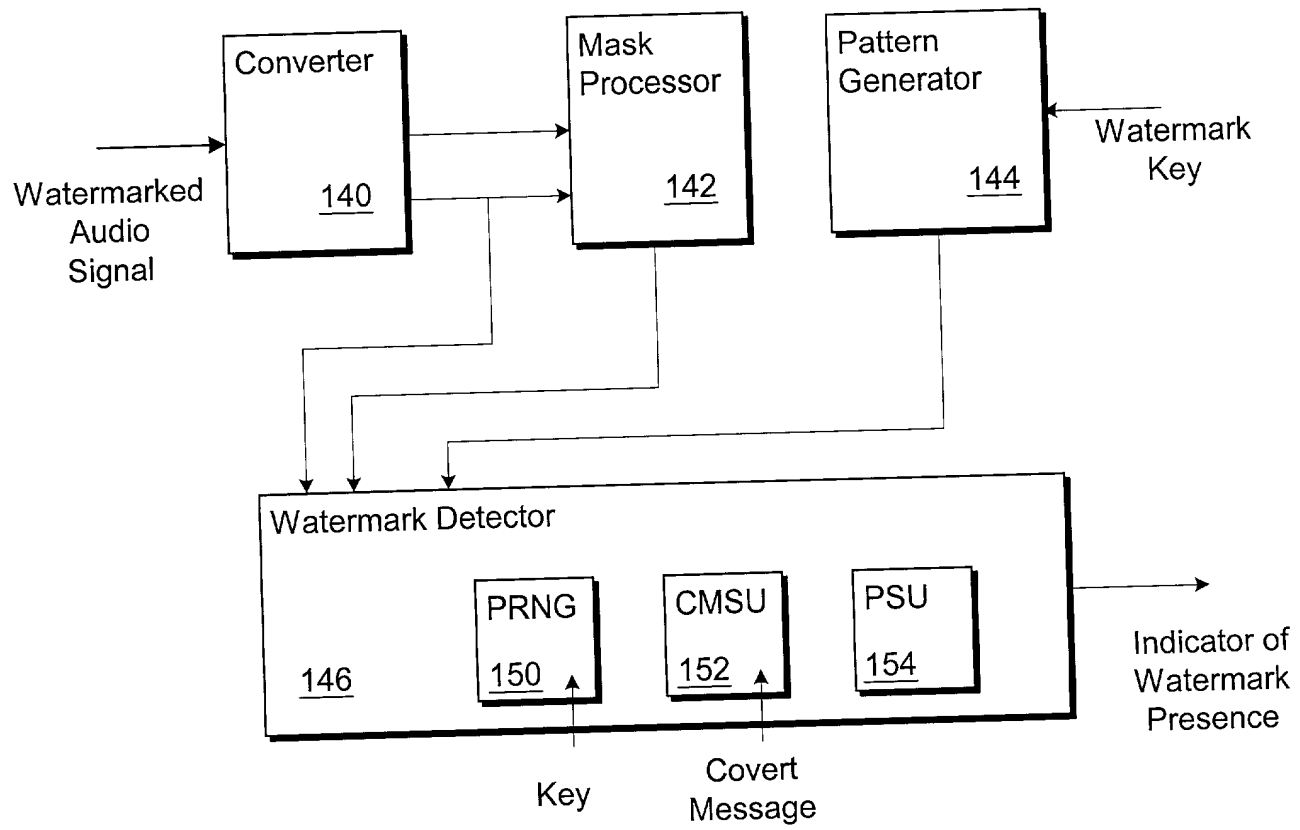 Converter
140
Mask
Processor
142
Pattern
Generator
144
Watermarked
Audio
Signal
Watermark
Key
Watermark Detector
146
PRNG
150
CMSU
152
PSU
154
Indicator of
Watermark
Presence
Key
Covert
Message